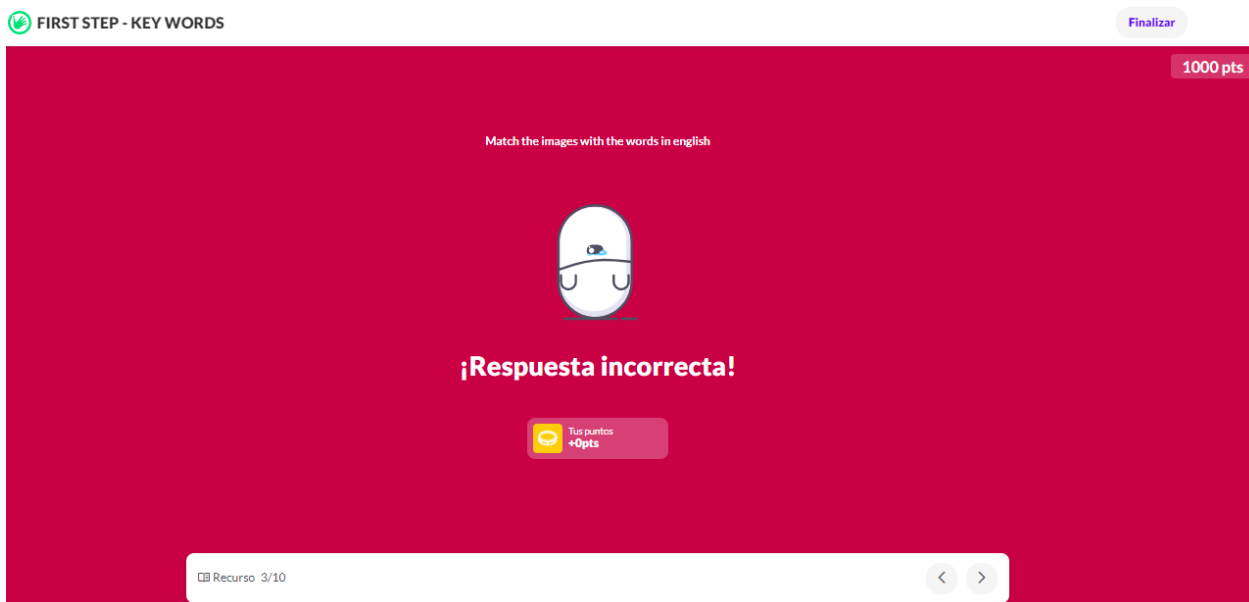 FIRST STEP - KEY WORDS
Finalizar
1000 pts
Match the images with the words in english
¡Respuesta incorrecta!
Tus puntos
+0pts
Recurso 3/10